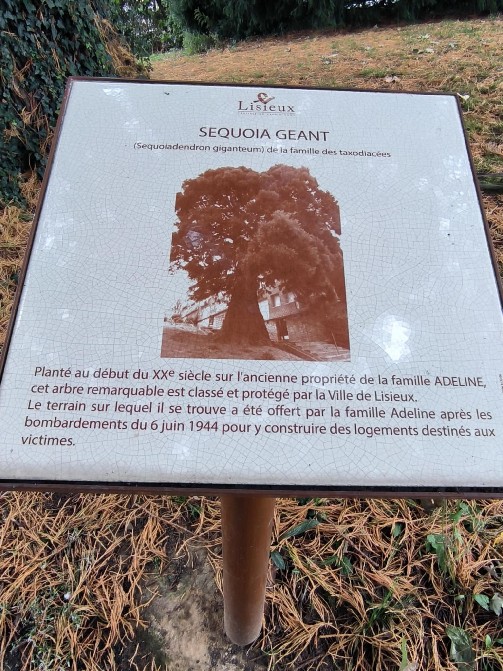 Lisieux
SEQUOIA GEANT
(Sequoiadendron giganteum) de la famille des taxodiacées
Planté au début du XXe siècle sur l'ancienne propriété de la famille ADELINE,
cet arbre remarquable est classé et protégé par la Ville de Lisieux.
Le terrain sur lequel il se trouve a été offert par la famille Adeline après les
bombardements du 6 juin 1944 pour y construire des logements destinés aux
victimes.